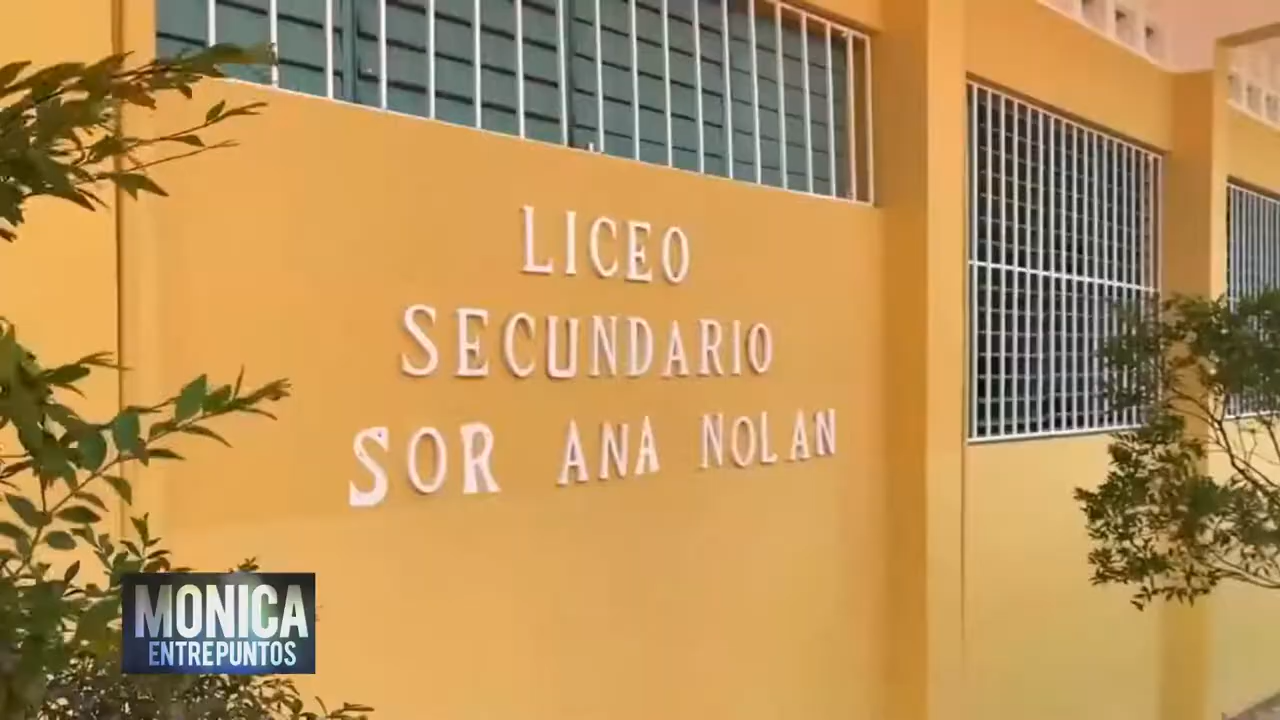 LICEO
SECUNDARIO
SOR ANA NOLAN
MONICA
ENTREPUNTOS